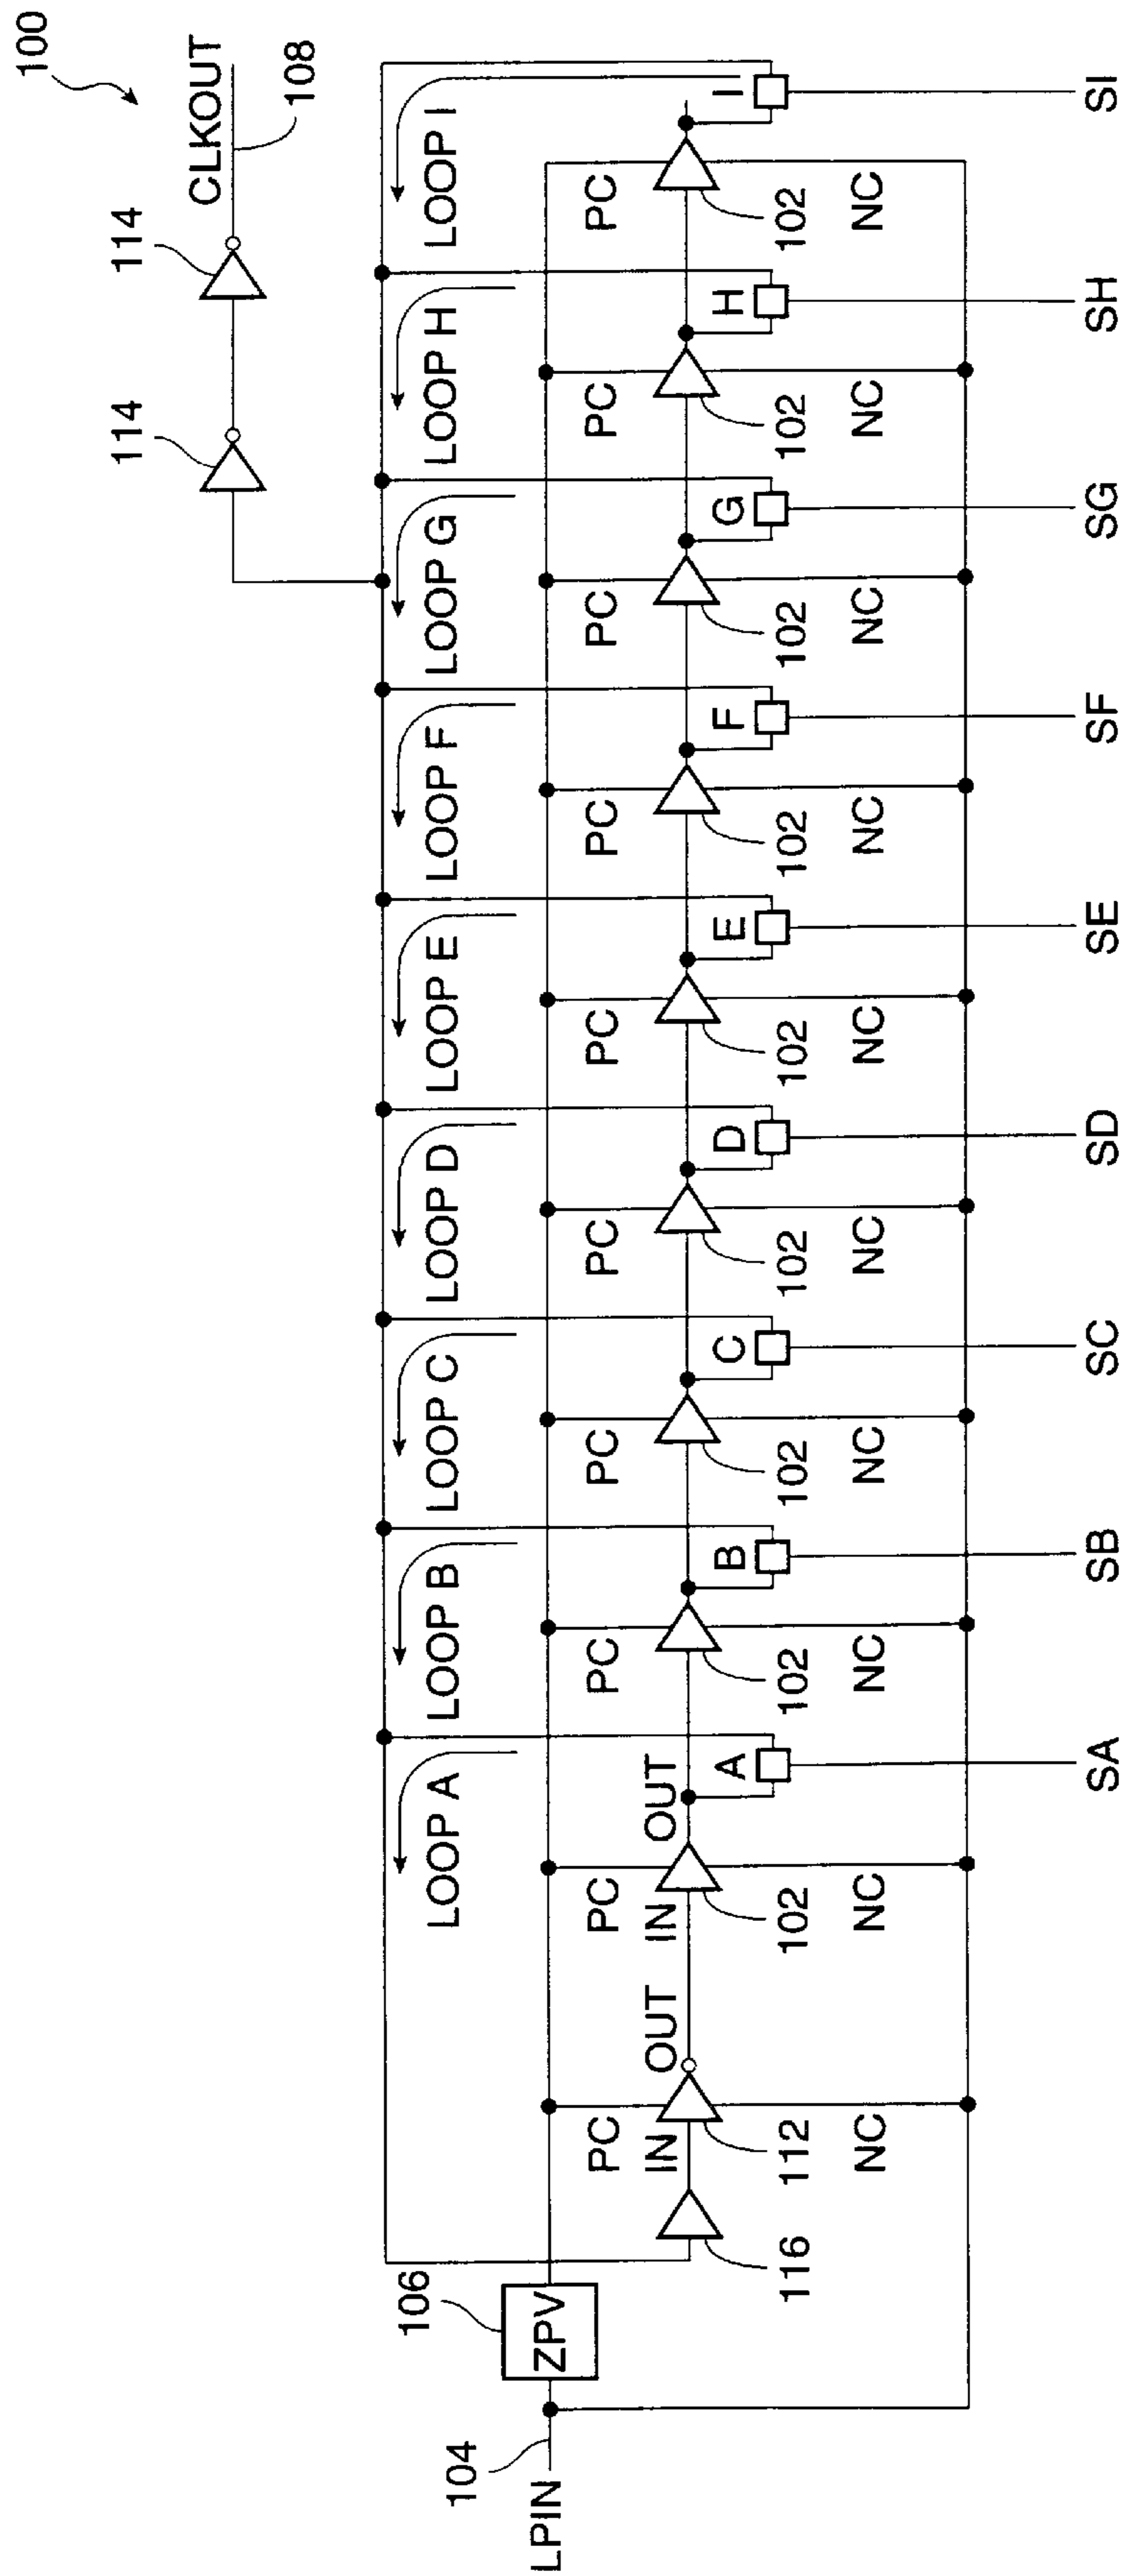 100
CLKOUT
108
114
114
LOOP A
LOOP B
LOOP C
LOOP D
LOOP E
LOOP F
LOOP G
LOOP H
LOOP I
106
ZPV
104
LPIN
PC
PC
PC
PC
PC
PC
PC
PC
PC
PC
IN
OUT
IN
OUT
A
B
C
D
E
F
G
H
I
116
112
102
102
102
102
102
102
102
102
102
NC
NC
NC
NC
NC
NC
NC
NC
NC
NC
SA
SB
SC
SD
SE
SF
SG
SH
SI